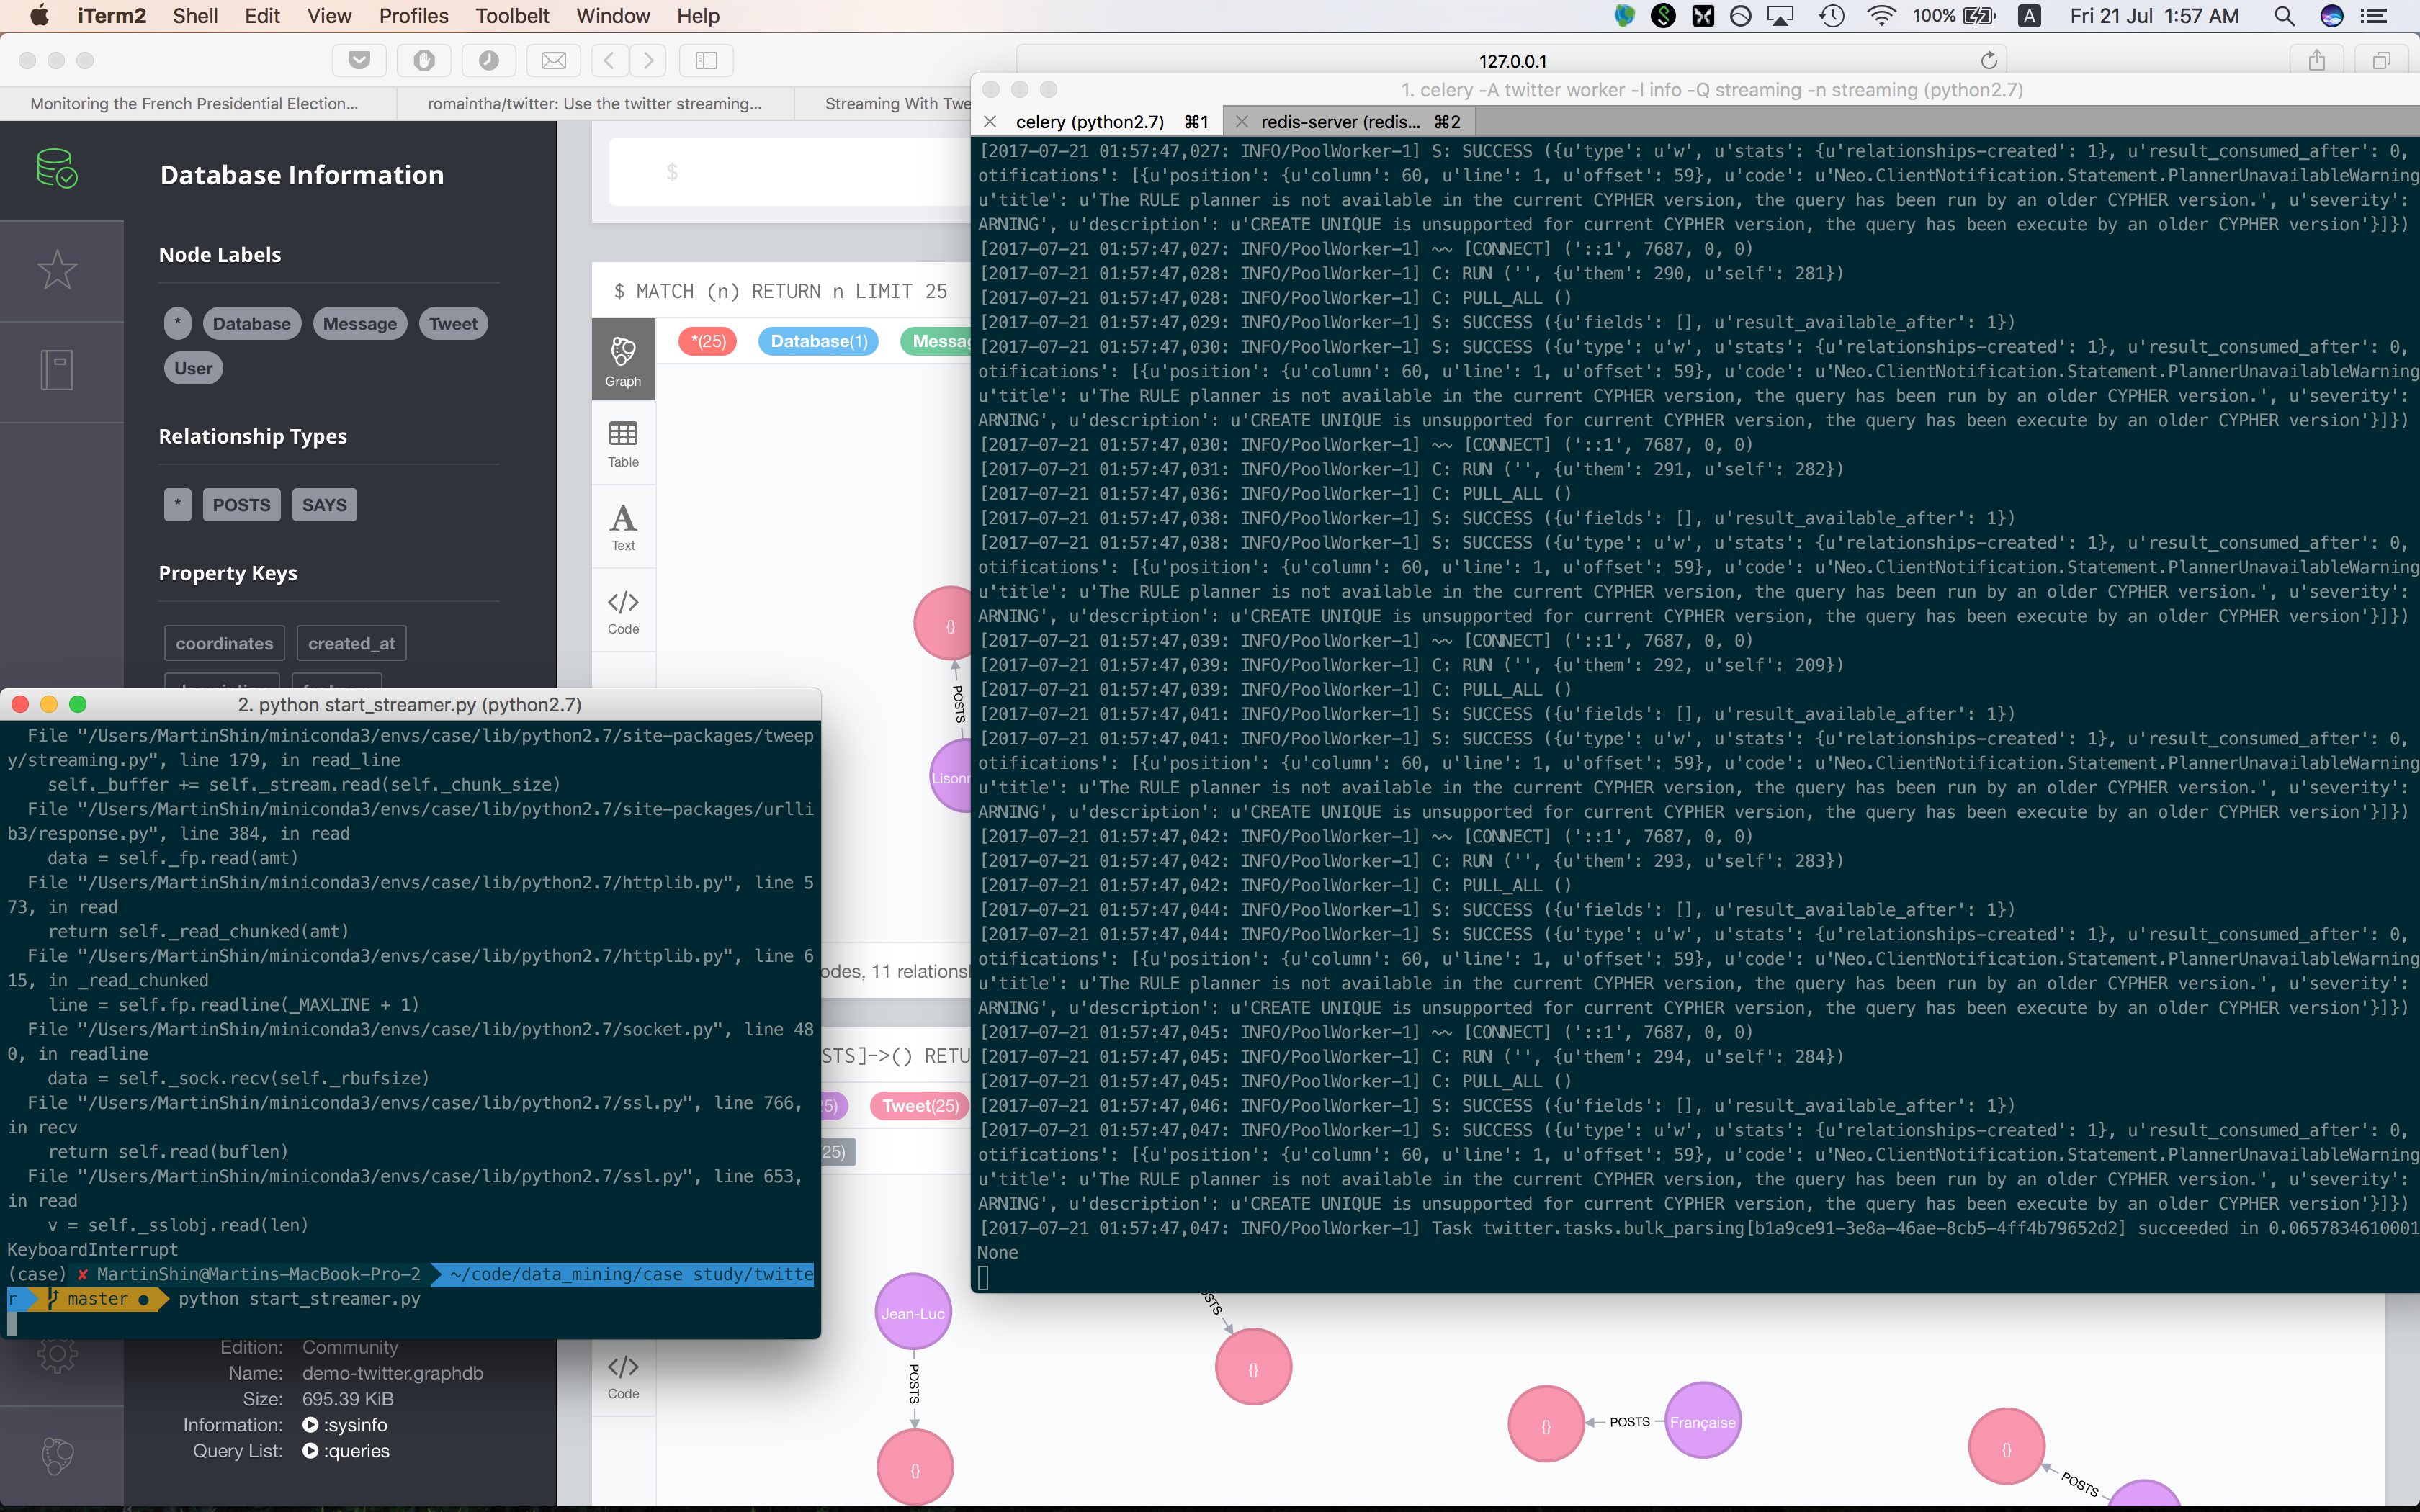 iTerm2 Shell Edit View Profiles Toolbelt Window Help 100% A Fri 21 Jul 1:57 AM
127.0.0.1
Monitoring the French Presidential Election... romaintha/twitter: Use the twitter streaming... Streaming With Twe
Database Information
Node Labels
* Database Message Tweet
User
Relationship Types
* POSTS SAYS
Property Keys
coordinates created_at
Edition: Community
Name: demo-twitter.graphdb
Size: 695.39 KiB
Information: :sysinfo
Query List: :queries
$
$ MATCH (n) RETURN n LIMIT 25
*(25) Database(1) Messag
Graph
Table
Text
Code
{}
POSTS
Lisonn
odes, 11 relationsl
STS]->() RETU
25) Tweet(25)
25)
Code
Jean-Luc
POSTS
{}
OSTS
{}
{} POSTS Française
{}
POSTS
2. python start_streamer.py (python2.7)
File "/Users/MartinShin/miniconda3/envs/case/lib/python2.7/site-packages/tweep
y/streaming.py", line 179, in read_line
self._buffer += self._stream.read(self._chunk_size)
File "/Users/MartinShin/miniconda3/envs/case/lib/python2.7/site-packages/urlli
b3/response.py", line 384, in read
data = self._fp.read(amt)
File "/Users/MartinShin/miniconda3/envs/case/lib/python2.7/httplib.py", line 5
73, in read
return self._read_chunked(amt)
File "/Users/MartinShin/miniconda3/envs/case/lib/python2.7/httplib.py", line 6
15, in _read_chunked
line = self.fp.readline(_MAXLINE + 1)
File "/Users/MartinShin/miniconda3/envs/case/lib/python2.7/socket.py", line 48
0, in readline
data = self._sock.recv(self._rbufsize)
File "/Users/MartinShin/miniconda3/envs/case/lib/python2.7/ssl.py", line 766,
in recv
return self.read(buflen)
File "/Users/MartinShin/miniconda3/envs/case/lib/python2.7/ssl.py", line 653,
in read
v = self._sslobj.read(len)
KeyboardInterrupt
(case) ✘ MartinShin@Martins-MacBook-Pro-2 ~/code/data_mining/case study/twitte
r master ● python start_streamer.py
1. celery -A twitter worker -l info -Q streaming -n streaming (python2.7)
celery (python2.7) ⌘1 redis-server (redis... ⌘2
[2017-07-21 01:57:47,027: INFO/PoolWorker-1] S: SUCCESS ({u'type': u'w', u'stats': {u'relationships-created': 1}, u'result_consumed_after': 0,
otifications': [{u'position': {u'column': 60, u'line': 1, u'offset': 59}, u'code': u'Neo.ClientNotification.Statement.PlannerUnavailableWarning
u'title': u'The RULE planner is not available in the current CYPHER version, the query has been run by an older CYPHER version.', u'severity':
ARNING', u'description': u'CREATE UNIQUE is unsupported for current CYPHER version, the query has been execute by an older CYPHER version'}]})
[2017-07-21 01:57:47,027: INFO/PoolWorker-1] ~~ [CONNECT] ('::1', 7687, 0, 0)
[2017-07-21 01:57:47,028: INFO/PoolWorker-1] C: RUN ('', {u'them': 290, u'self': 281})
[2017-07-21 01:57:47,028: INFO/PoolWorker-1] C: PULL_ALL ()
[2017-07-21 01:57:47,029: INFO/PoolWorker-1] S: SUCCESS ({u'fields': [], u'result_available_after': 1})
[2017-07-21 01:57:47,030: INFO/PoolWorker-1] S: SUCCESS ({u'type': u'w', u'stats': {u'relationships-created': 1}, u'result_consumed_after': 0,
otifications': [{u'position': {u'column': 60, u'line': 1, u'offset': 59}, u'code': u'Neo.ClientNotification.Statement.PlannerUnavailableWarning
u'title': u'The RULE planner is not available in the current CYPHER version, the query has been run by an older CYPHER version.', u'severity':
ARNING', u'description': u'CREATE UNIQUE is unsupported for current CYPHER version, the query has been execute by an older CYPHER version'}]})
[2017-07-21 01:57:47,030: INFO/PoolWorker-1] ~~ [CONNECT] ('::1', 7687, 0, 0)
[2017-07-21 01:57:47,031: INFO/PoolWorker-1] C: RUN ('', {u'them': 291, u'self': 282})
[2017-07-21 01:57:47,036: INFO/PoolWorker-1] C: PULL_ALL ()
[2017-07-21 01:57:47,038: INFO/PoolWorker-1] S: SUCCESS ({u'fields': [], u'result_available_after': 1})
[2017-07-21 01:57:47,038: INFO/PoolWorker-1] S: SUCCESS ({u'type': u'w', u'stats': {u'relationships-created': 1}, u'result_consumed_after': 0,
otifications': [{u'position': {u'column': 60, u'line': 1, u'offset': 59}, u'code': u'Neo.ClientNotification.Statement.PlannerUnavailableWarning
u'title': u'The RULE planner is not available in the current CYPHER version, the query has been run by an older CYPHER version.', u'severity':
ARNING', u'description': u'CREATE UNIQUE is unsupported for current CYPHER version, the query has been execute by an older CYPHER version'}]})
[2017-07-21 01:57:47,039: INFO/PoolWorker-1] ~~ [CONNECT] ('::1', 7687, 0, 0)
[2017-07-21 01:57:47,039: INFO/PoolWorker-1] C: RUN ('', {u'them': 292, u'self': 209})
[2017-07-21 01:57:47,039: INFO/PoolWorker-1] C: PULL_ALL ()
[2017-07-21 01:57:47,041: INFO/PoolWorker-1] S: SUCCESS ({u'fields': [], u'result_available_after': 1})
[2017-07-21 01:57:47,041: INFO/PoolWorker-1] S: SUCCESS ({u'type': u'w', u'stats': {u'relationships-created': 1}, u'result_consumed_after': 0,
otifications': [{u'position': {u'column': 60, u'line': 1, u'offset': 59}, u'code': u'Neo.ClientNotification.Statement.PlannerUnavailableWarning
u'title': u'The RULE planner is not available in the current CYPHER version, the query has been run by an older CYPHER version.', u'severity':
ARNING', u'description': u'CREATE UNIQUE is unsupported for current CYPHER version, the query has been execute by an older CYPHER version'}]})
[2017-07-21 01:57:47,042: INFO/PoolWorker-1] ~~ [CONNECT] ('::1', 7687, 0, 0)
[2017-07-21 01:57:47,042: INFO/PoolWorker-1] C: RUN ('', {u'them': 293, u'self': 283})
[2017-07-21 01:57:47,042: INFO/PoolWorker-1] C: PULL_ALL ()
[2017-07-21 01:57:47,044: INFO/PoolWorker-1] S: SUCCESS ({u'fields': [], u'result_available_after': 1})
[2017-07-21 01:57:47,044: INFO/PoolWorker-1] S: SUCCESS ({u'type': u'w', u'stats': {u'relationships-created': 1}, u'result_consumed_after': 0,
otifications': [{u'position': {u'column': 60, u'line': 1, u'offset': 59}, u'code': u'Neo.ClientNotification.Statement.PlannerUnavailableWarning
u'title': u'The RULE planner is not available in the current CYPHER version, the query has been run by an older CYPHER version.', u'severity':
ARNING', u'description': u'CREATE UNIQUE is unsupported for current CYPHER version, the query has been execute by an older CYPHER version'}]})
[2017-07-21 01:57:47,045: INFO/PoolWorker-1] ~~ [CONNECT] ('::1', 7687, 0, 0)
[2017-07-21 01:57:47,045: INFO/PoolWorker-1] C: RUN ('', {u'them': 294, u'self': 284})
[2017-07-21 01:57:47,045: INFO/PoolWorker-1] C: PULL_ALL ()
[2017-07-21 01:57:47,046: INFO/PoolWorker-1] S: SUCCESS ({u'fields': [], u'result_available_after': 1})
[2017-07-21 01:57:47,047: INFO/PoolWorker-1] S: SUCCESS ({u'type': u'w', u'stats': {u'relationships-created': 1}, u'result_consumed_after': 0,
otifications': [{u'position': {u'column': 60, u'line': 1, u'offset': 59}, u'code': u'Neo.ClientNotification.Statement.PlannerUnavailableWarning
u'title': u'The RULE planner is not available in the current CYPHER version, the query has been run by an older CYPHER version.', u'severity':
ARNING', u'description': u'CREATE UNIQUE is unsupported for current CYPHER version, the query has been execute by an older CYPHER version'}]})
[2017-07-21 01:57:47,047: INFO/PoolWorker-1] Task twitter.tasks.bulk_parsing[b1a9ce91-3e8a-46ae-8cb5-4ff4b79652d2] succeeded in 0.0657834610001
None